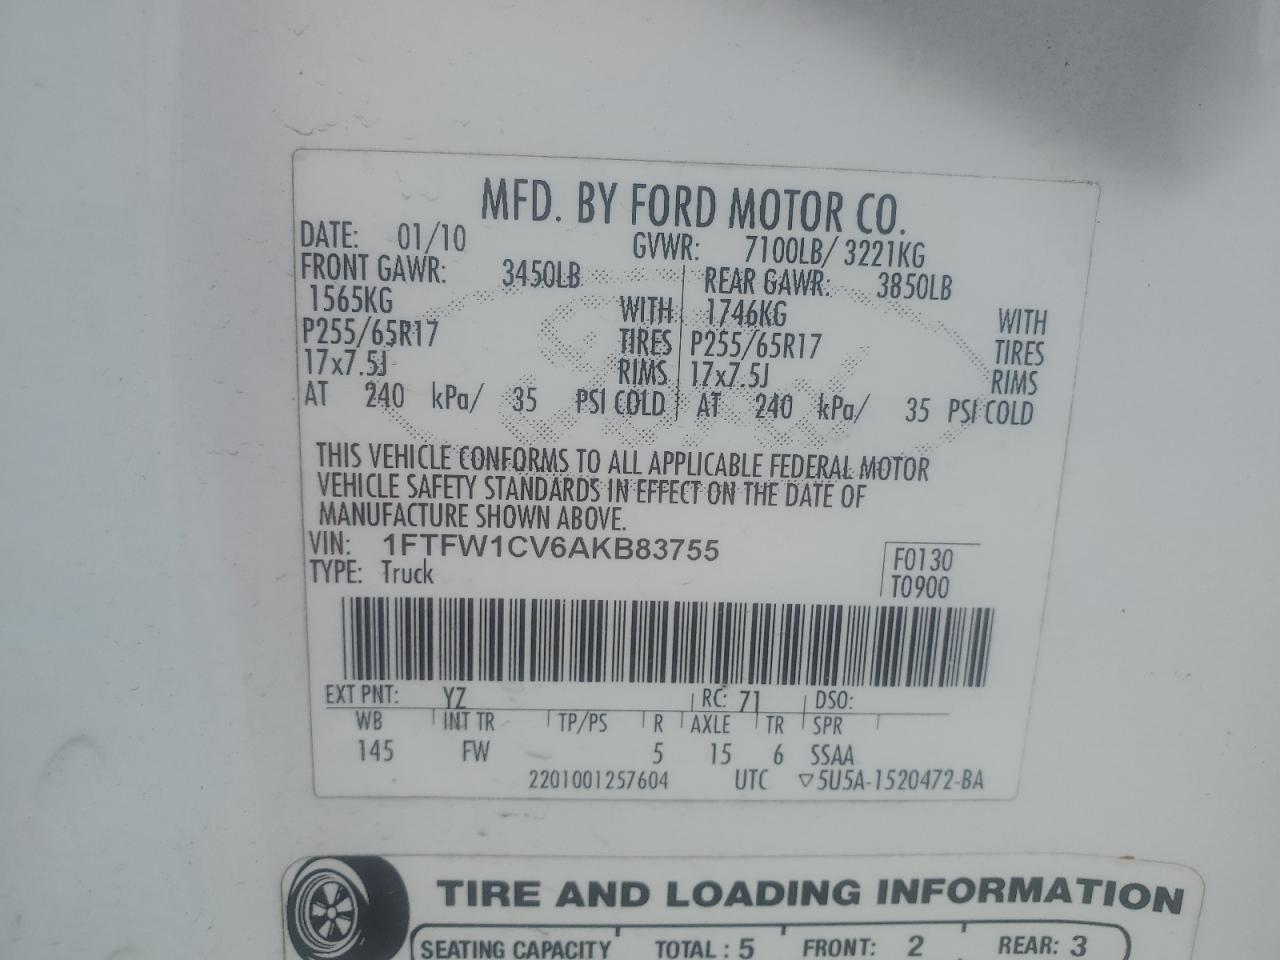 MFD. BY FORD MOTOR CO.
DATE: 01/10 GVWR: 7100LB/ 3221KG
FRONT GAWR: 3450LB REAR GAWR: 3850LB
1565KG WITH 1746KG WITH
P255/65R17 TIRES P255/65R17 TIRES
17x7.5J RIMS 17x7.5J RIMS
AT 240 kPa/ 35 PSI COLD AT 240 kPa/ 35 PSI COLD
THIS VEHICLE CONFORMS TO ALL APPLICABLE FEDERAL MOTOR
VEHICLE SAFETY STANDARDS IN EFFECT ON THE DATE OF
MANUFACTURE SHOWN ABOVE.
VIN: 1FTFW1CV6AKB83755 F0130
TYPE: Truck T0900
EXT PNT: YZ RC: 71 DSO:
WB INT TR TP/PS R AXLE TR SPR
145 FW 5 15 6 SSAA
2201001257604 UTC ▽5U5A-1520472-BA
TIRE AND LOADING INFORMATION
SEATING CAPACITY TOTAL : 5 FRONT: 2 REAR: 3